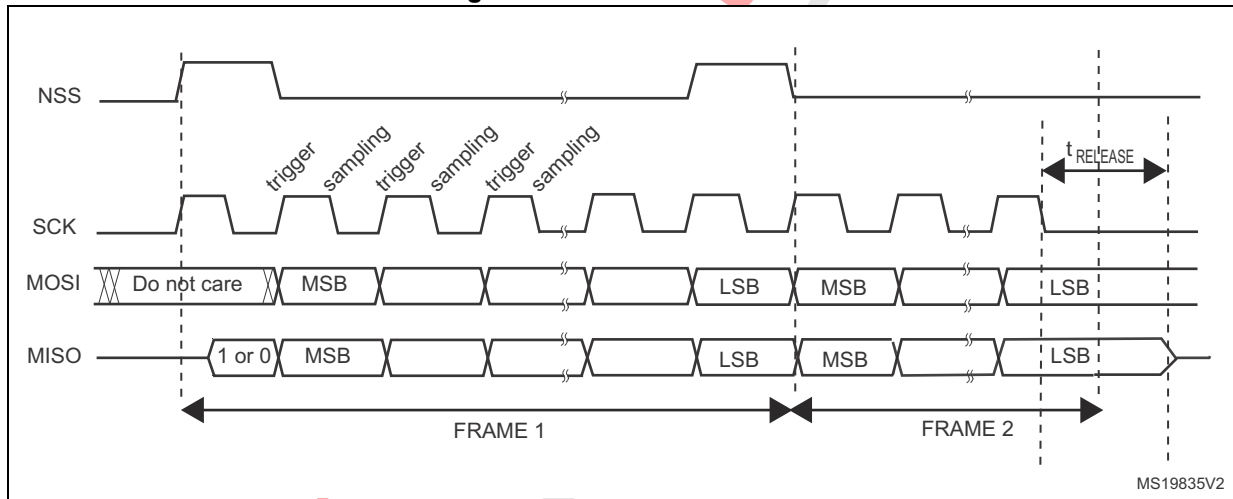 NSS
trigger sampling trigger sampling trigger sampling
t RELEASE
SCK
MOSI Do not care MSB LSB MSB LSB
MISO 1 or 0 MSB LSB MSB LSB
FRAME 1 FRAME 2
MS19835V2